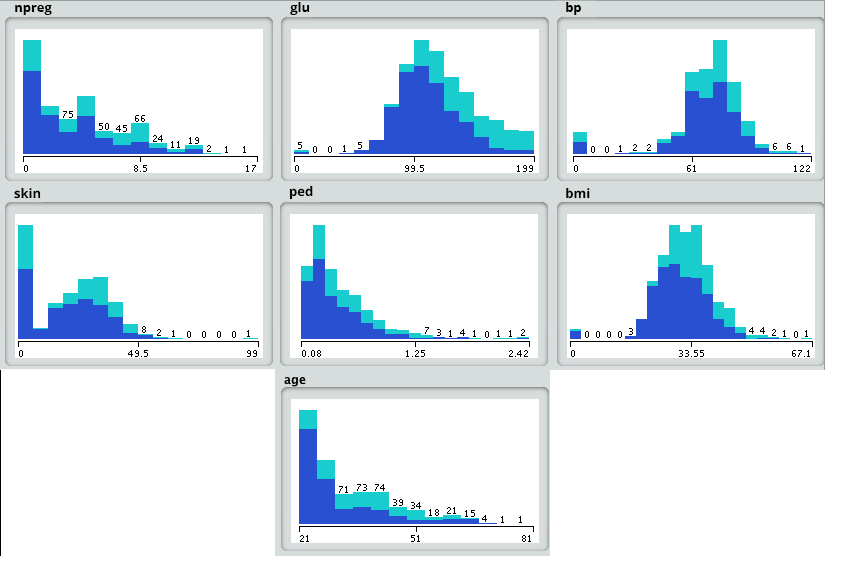 npreg glu bp
75 50 45 66 24 11 19 2 1 1
0 8.5 17
5 0 0 1 5
0 99.5 199
0 0 1 2 2 6 6 1
0 61 122
skin ped bmi
8 2 1 0 0 0 0 1
0 49.5 99
7 3 1 4 1 0 1 1 2
0.08 1.25 2.42
0 0 0 0 3 4 4 2 1 0 1
0 33.55 67.1
age
71 73 74 39 34 18 21 15 4 1 1
21 51 81